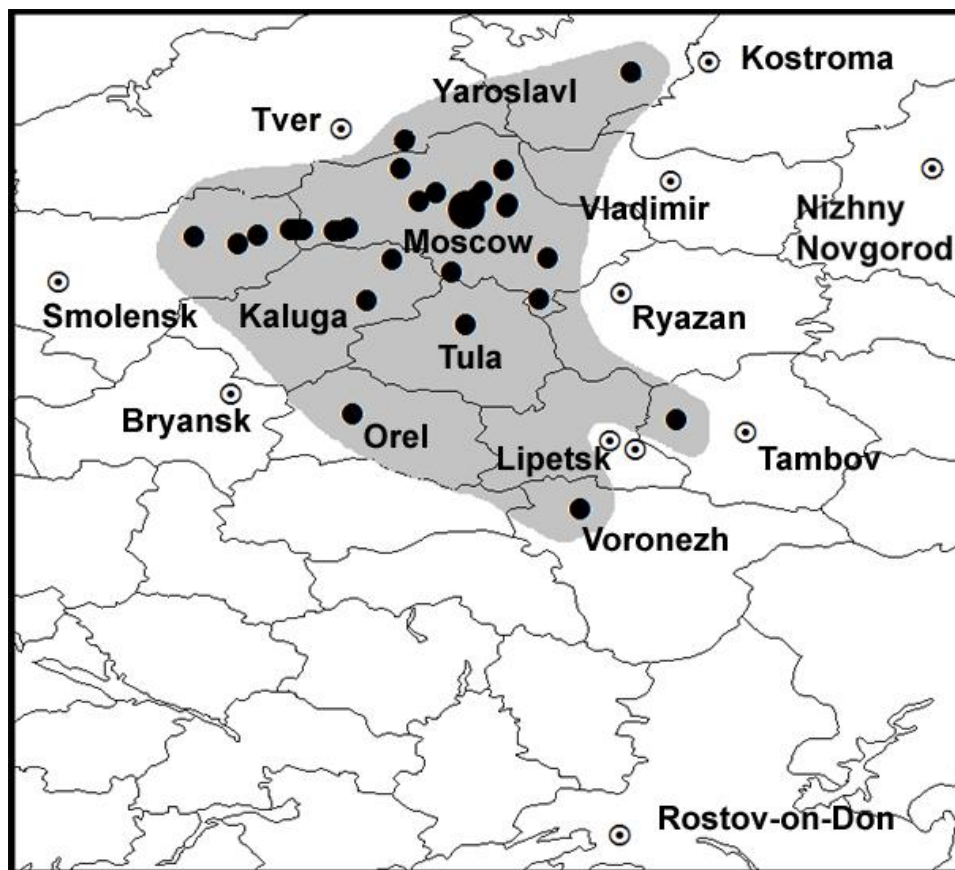 Kostroma
Yaroslavl
Tver
Vladimir
Nizhny
Novgorod
Moscow
Smolensk
Kaluga
Ryazan
Tula
Bryansk
Orel
Lipetsk
Tambov
Voronezh
Rostov-on-Don